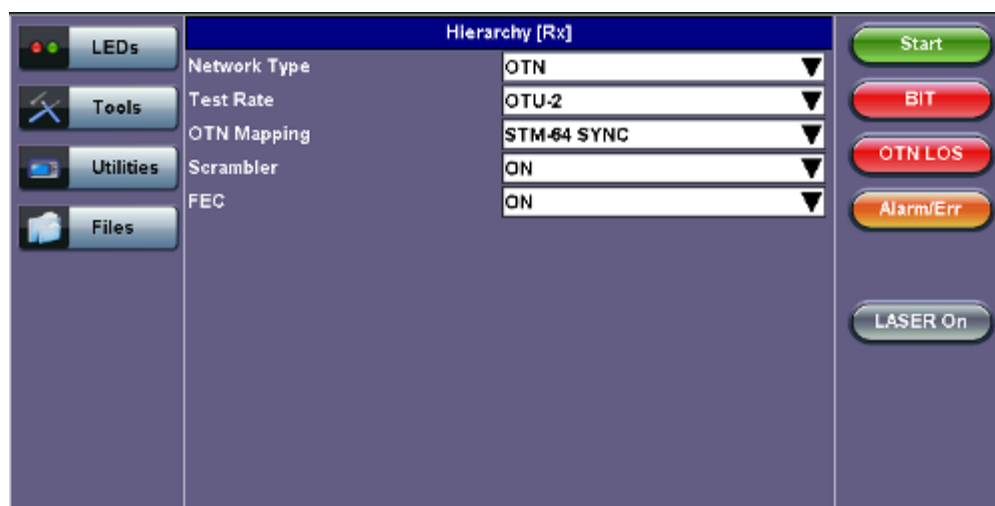 Hierarchy [Rx]
LEDs
Tools
Utilities
Files
Network Type OTN
Test Rate OTU-2
OTN Mapping STM-64 SYNC
Scrambler ON
FEC ON
Start
BIT
OTN LOS
Alarm/Err
LASER On